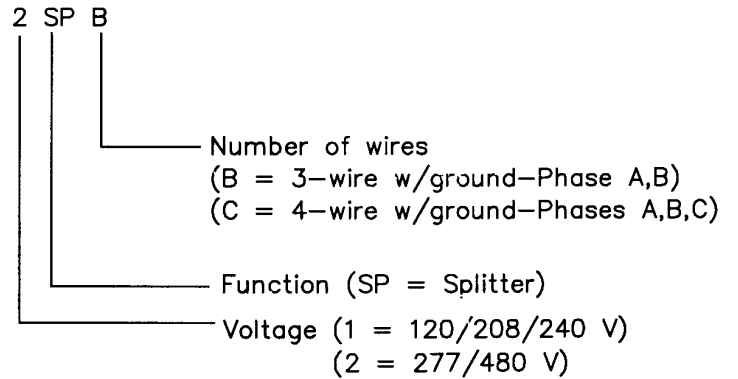 2 SP B
Number of wires
(B = 3-wire w/ground-Phase A,B)
(C = 4-wire w/ground-Phases A,B,C)
Function (SP = Splitter)
Voltage (1 = 120/208/240 V)
(2 = 277/480 V)